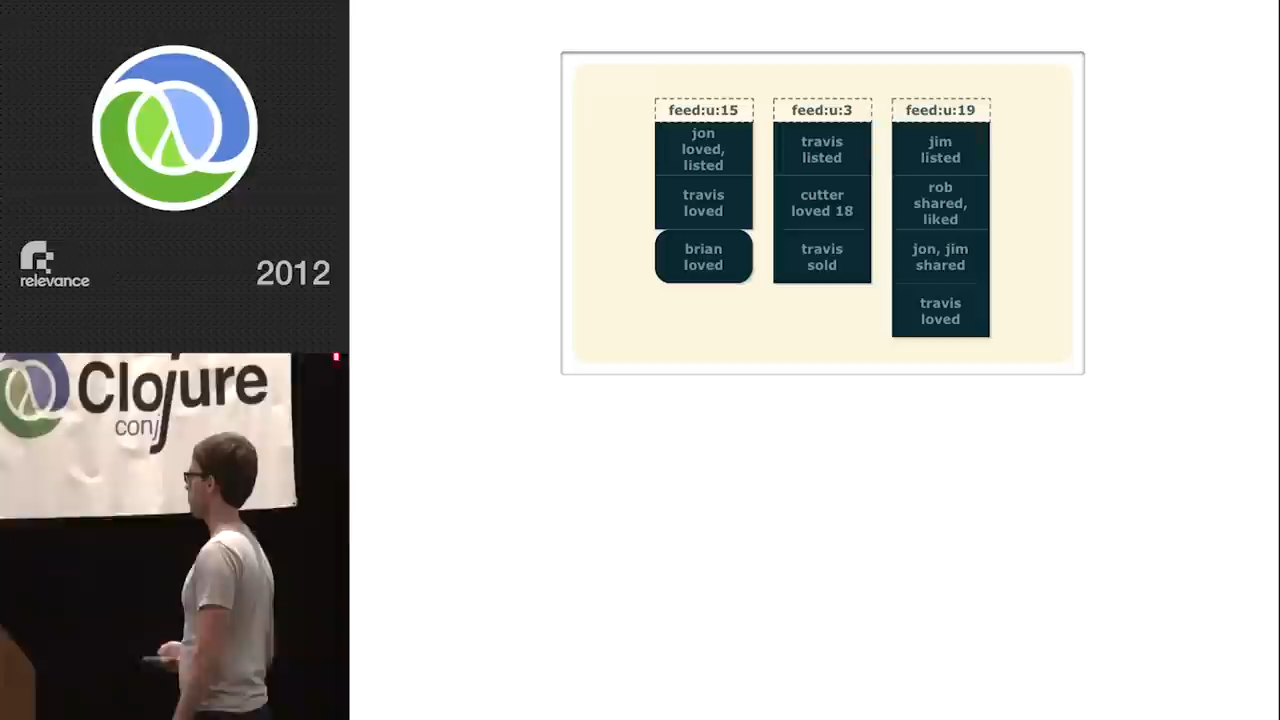 relevance
2012
Clojure
conj
feed:u:15
jon
loved,
listed
travis
loved
brian
loved
feed:u:3
travis
listed
cutter
loved 18
travis
sold
feed:u:19
jim
listed
rob
shared,
liked
jon, jim
shared
travis
loved